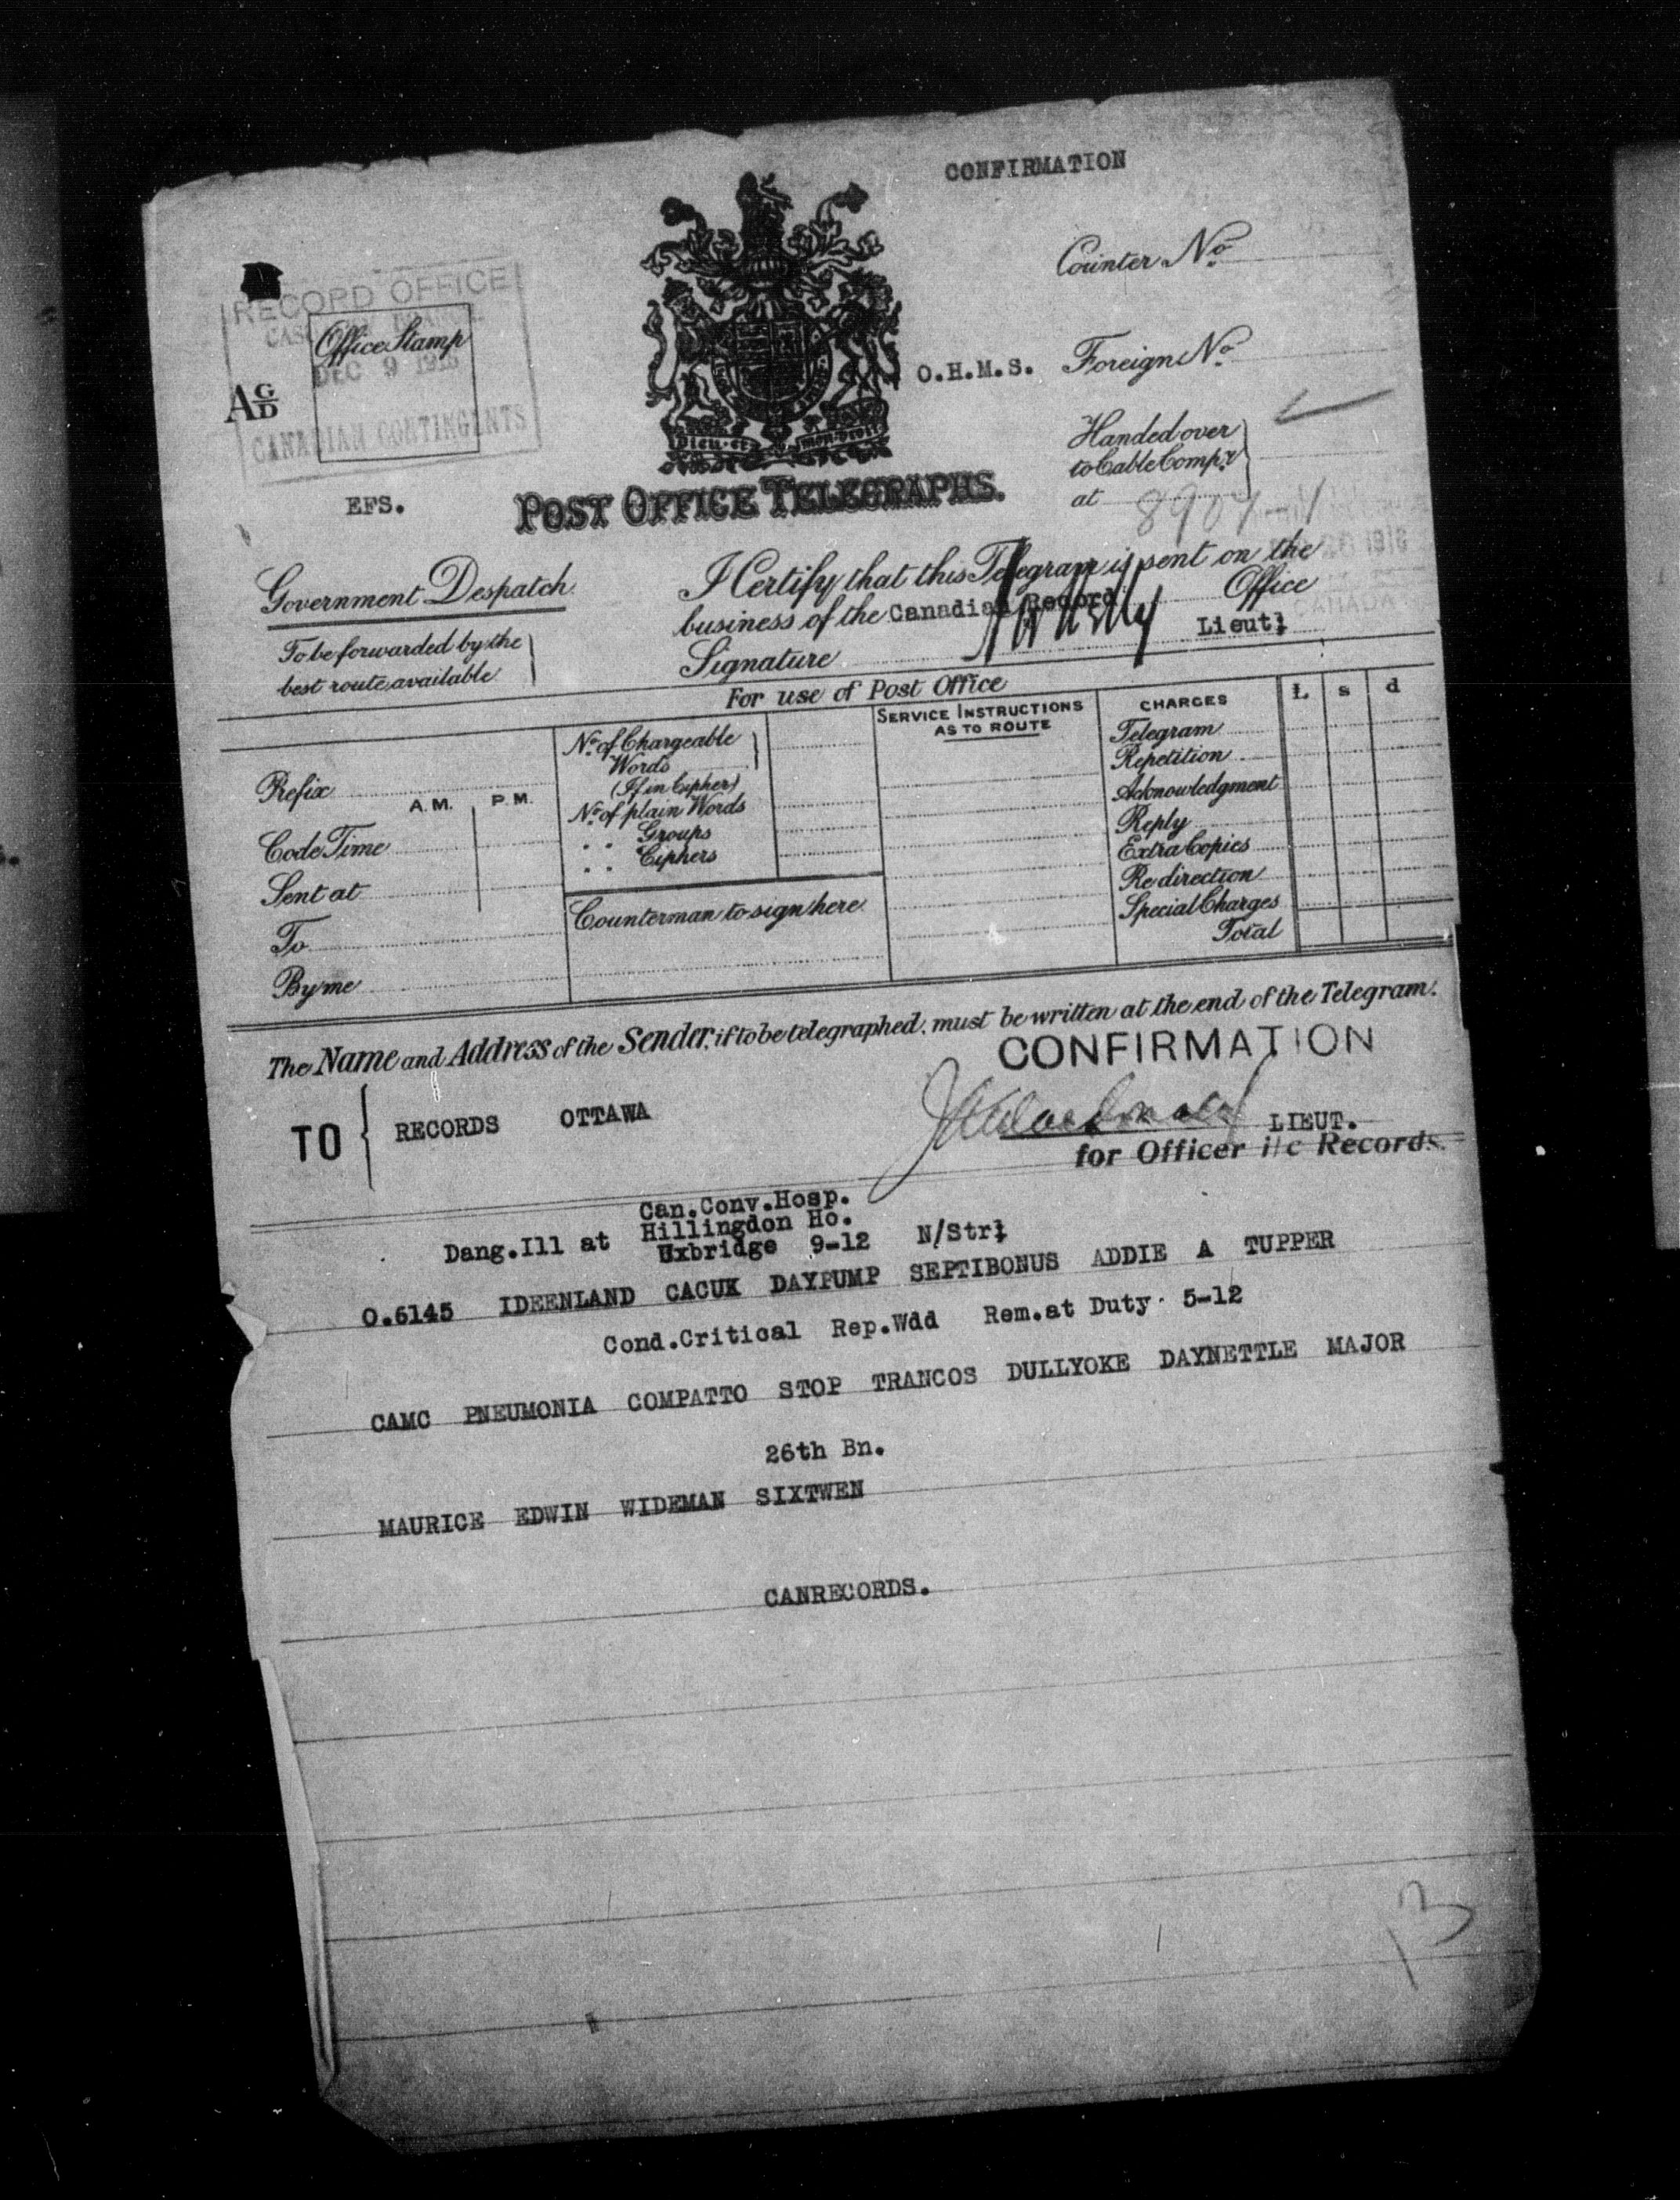 CONFIRMATION
Counter No
RECORD OFFICE
Office Stamp
DEC 9 1916
CANADIAN CONTINGENTS
A G D
Dieu et mon Droit
O.H.M.S. Foreign No
Handed over
to Cable Compy
at
EFS.
POST OFFICE TELEGRAPHS.
Government Despatch.
To be forwarded by the
best route available
I Certify that this Telegram is sent on the
business of the Canadian Record Office
CANADA
Signature Lieut
For use of Post Office
Prefix
A.M. P.M.
Code Time
Sent at
To
By me
No of Chargeable
Words
(If in Cipher)
No of plain Words
" " Groups
" " Ciphers
Counterman to sign here
SERVICE INSTRUCTIONS
AS TO ROUTE
CHARGES £ s d
Telegram
Repetition
Acknowledgment
Reply
Extra Copies
Redirection
Special Charges
Total
The Name and Address of the Sender, if to be telegraphed, must be written at the end of the Telegram.
CONFIRMATION
TO RECORDS OTTAWA
LIEUT.
for Officer i/c Records.
Can.Conv.Hosp.
Dang.Ill at Hillingdon Ho. N/Str
Uxbridge 9-12
O.6145 IDEENLAND CACUK DAYPUMP SEPTIBONUS ADDIE A TUPPER
Cond.Critical Rep.Wdd Rem.at Duty 5-12
CAMC PNEUMONIA COMPATTO STOP TRANCOS DULLYOKE DAYNETTLE MAJOR
26th Bn.
MAURICE EDWIN WIDEMAN SIXTWEN
CANRECORDS.
13